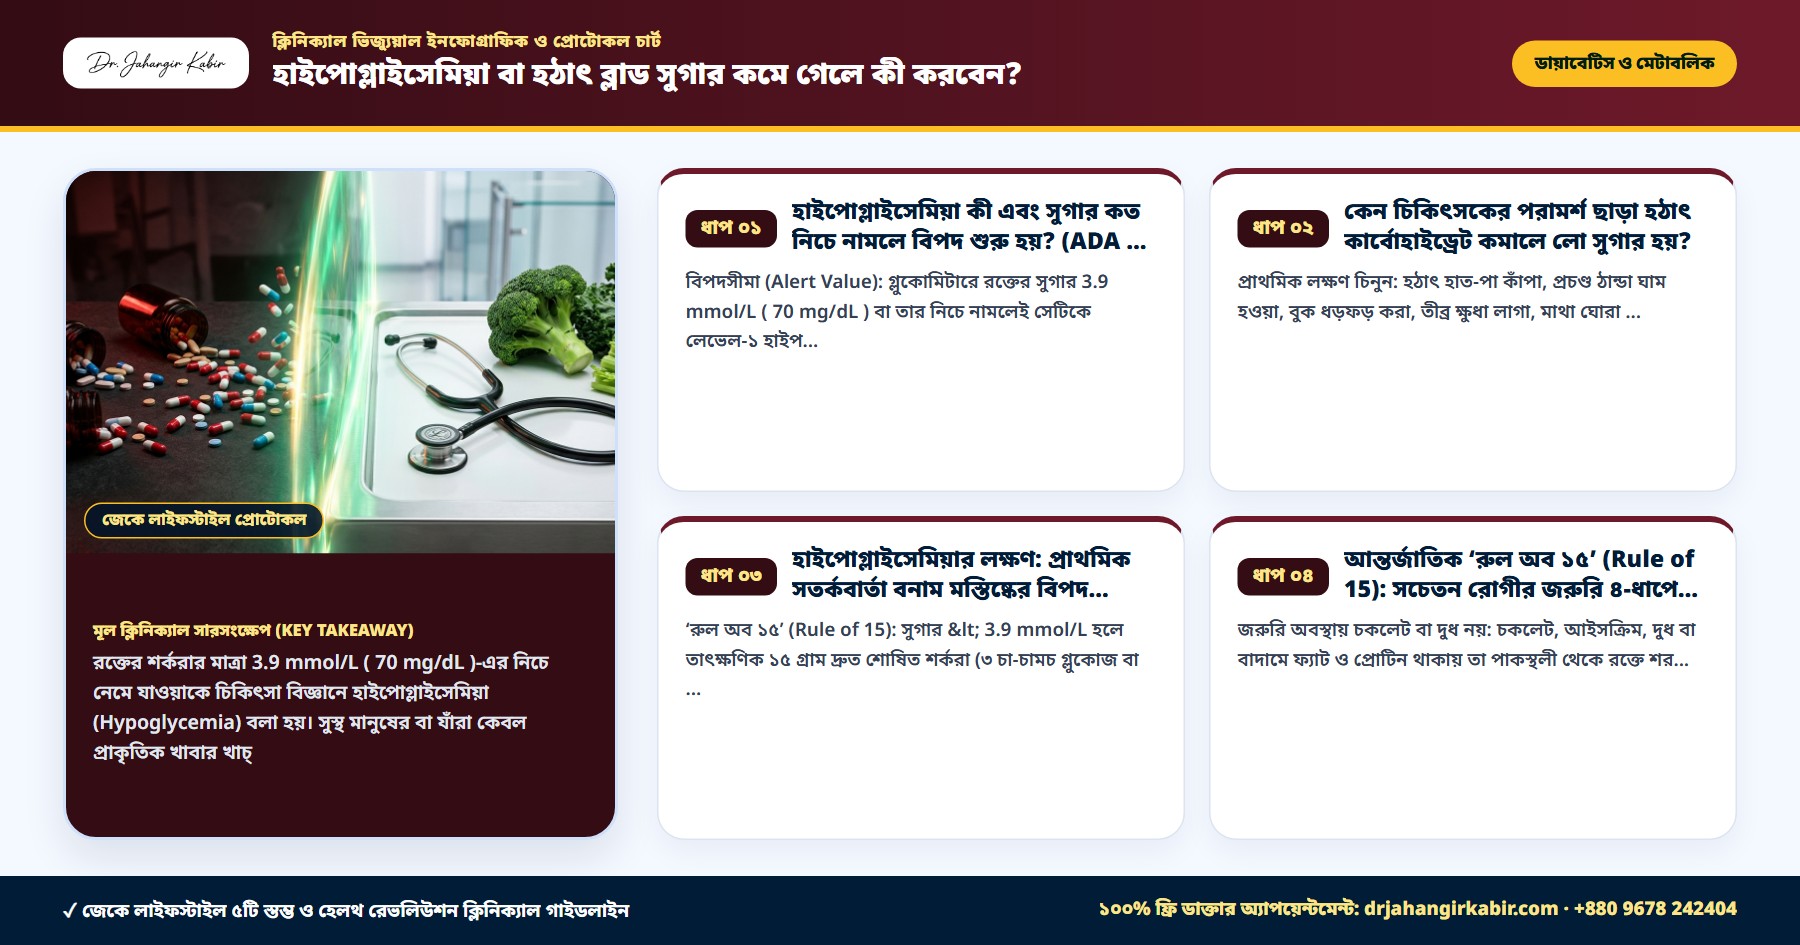 Dr. Jahangir Kabir
ক্লিনিক্যাল ভিজ্যুয়াল ইনফোগ্রাফিক ও প্রোটোকল চার্ট
হাইপোগ্লাইসেমিয়া বা হঠাৎ ব্লাড সুগার কমে গেলে কী করবেন?
ডায়াবেটিস ও মেটাবলিক
জেকে লাইফস্টাইল প্রোটোকল
মূল ক্লিনিক্যাল সারসংক্ষেপ (KEY TAKEAWAY)
রক্তের শর্করার মাত্রা 3.9 mmol/L ( 70 mg/dL )-এর নিচে
নেমে যাওয়াকে চিকিৎসা বিজ্ঞানে হাইপোগ্লাইসেমিয়া
(Hypoglycemia) বলা হয়। সুস্থ মানুষের বা যাঁরা কেবল
প্রাকৃতিক খাবার খাচ্
ধাপ ০১
হাইপোগ্লাইসেমিয়া কী এবং সুগার কত
নিচে নামলে বিপদ শুরু হয়? (ADA ...
বিপদসীমা (Alert Value): গ্লুকোমিটারে রক্তের সুগার 3.9
mmol/L ( 70 mg/dL ) বা তার নিচে নামলেই সেটিকে
লেভেল-১ হাইপ...
ধাপ ০২
কেন চিকিৎসকের পরামর্শ ছাড়া হঠাৎ
কার্বোহাইড্রেট কমালে লো সুগার হয়?
প্রাথমিক লক্ষণ চিনুন: হঠাৎ হাত-পা কাঁপা, প্রচণ্ড ঠান্ডা ঘাম
হওয়া, বুক ধড়ফড় করা, তীব্র ক্ষুধা লাগা, মাথা ঘোরা ...
ধাপ ০৩
হাইপোগ্লাইসেমিয়ার লক্ষণ: প্রাথমিক
সতর্কবার্তা বনাম মস্তিষ্কের বিপদ...
‘রুল অব ১৫’ (Rule of 15): সুগার &lt; 3.9 mmol/L হলে
তাৎক্ষণিক ১৫ গ্রাম দ্রুত শোষিত শর্করা (৩ চা-চামচ গ্লুকোজ বা
...
ধাপ ০৪
আন্তর্জাতিক ‘রুল অব ১৫’ (Rule of
15): সচেতন রোগীর জরুরি ৪-ধাপে...
জরুরি অবস্থায় চকলেট বা দুধ নয়: চকলেট, আইসক্রিম, দুধ বা
বাদামে ফ্যাট ও প্রোটিন থাকায় তা পাকস্থলী থেকে রক্তে শর...
✓ জেকে লাইফস্টাইল ৫টি স্তম্ভ ও হেলথ রেভলিউশন ক্লিনিক্যাল গাইডলাইন
১০০% ফ্রি ডাক্তার অ্যাপয়েন্টমেন্ট: drjahangirkabir.com · +880 9678 242404